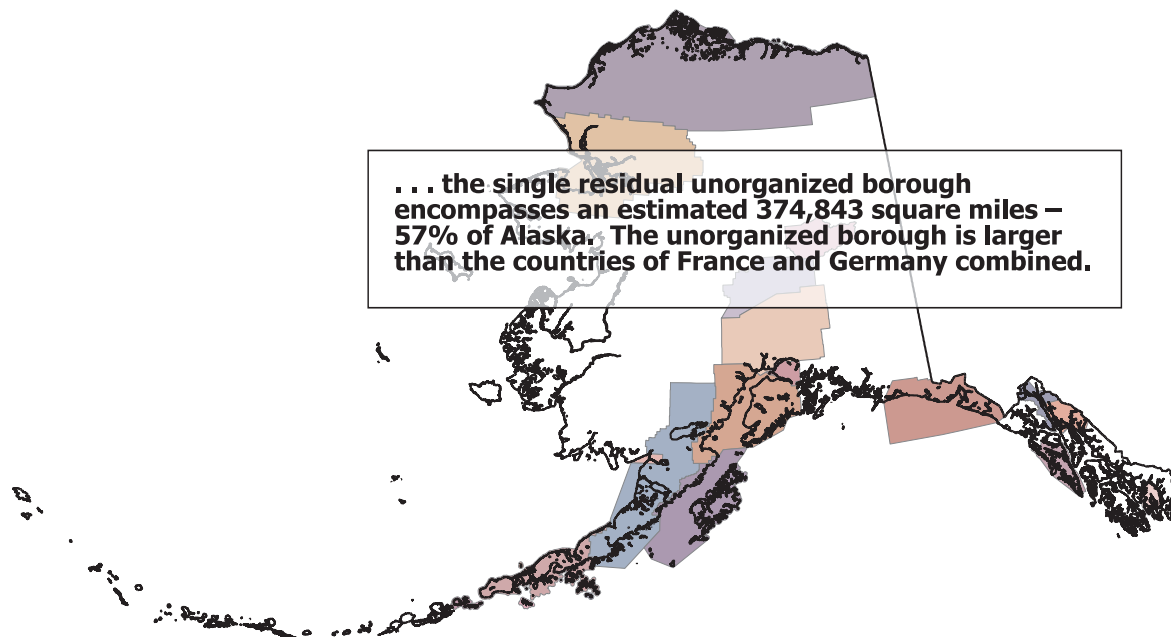 . . . the single residual unorganized borough
encompasses an estimated 374,843 square miles –
57% of Alaska.  The unorganized borough is larger
than the countries of France and Germany combined.